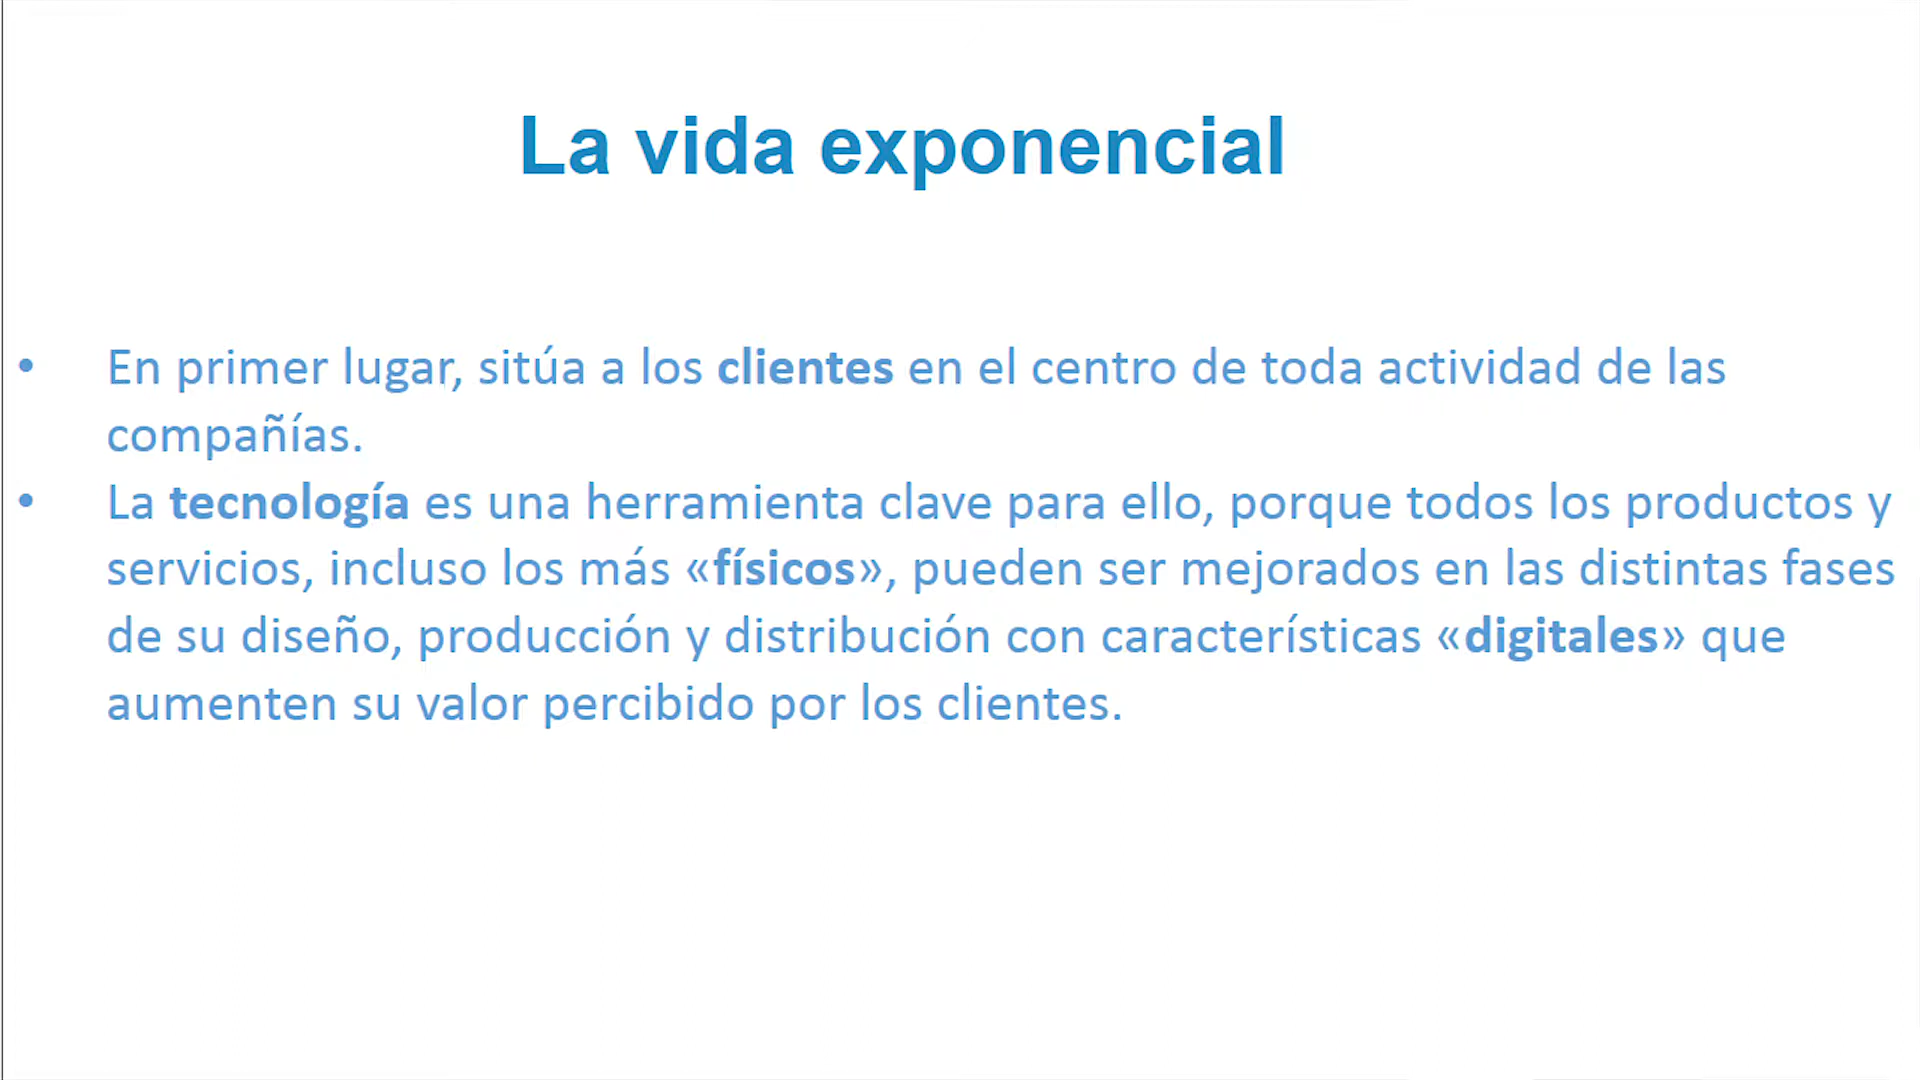 La vida exponencial
• En primer lugar, sitúa a los clientes en el centro de toda actividad de las
compañías.
• La tecnología es una herramienta clave para ello, porque todos los productos y
servicios, incluso los más «físicos», pueden ser mejorados en las distintas fases
de su diseño, producción y distribución con características «digitales» que
aumenten su valor percibido por los clientes.